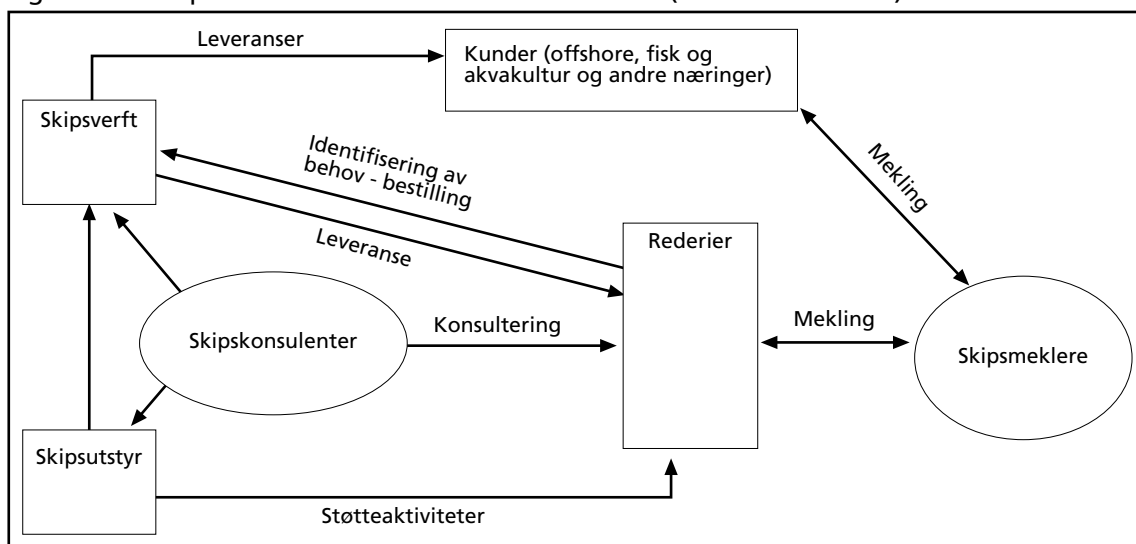 Leveranser
Kunder (offshore, fisk og
akvakultur og andre næringer)
Skipsverft
Identifisering av
behov - bestilling
Mekling
Leveranse
Rederier
Skipskonsulenter
Konsultering
Mekling
Skipsmeklere
Skipsutstyr
Støtteaktiviteter